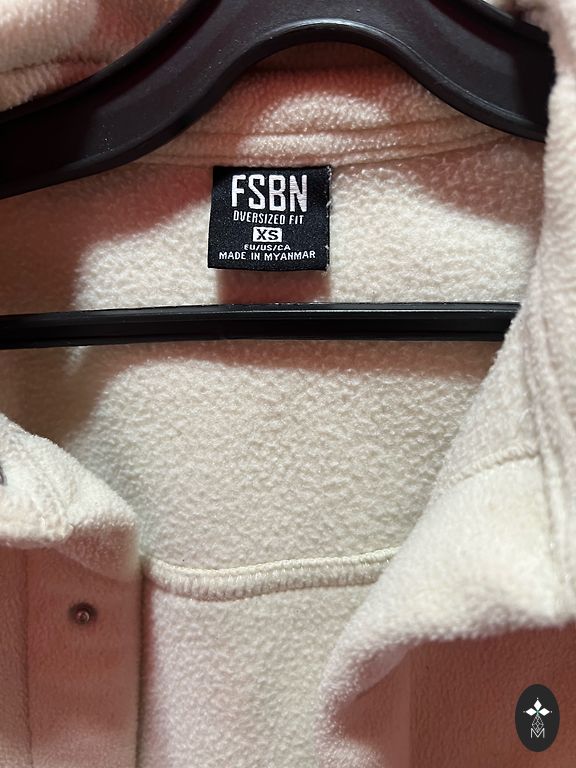 FSBN
OVERSIZED FIT
XS
EU/US/CA
MADE IN MYANMAR
M